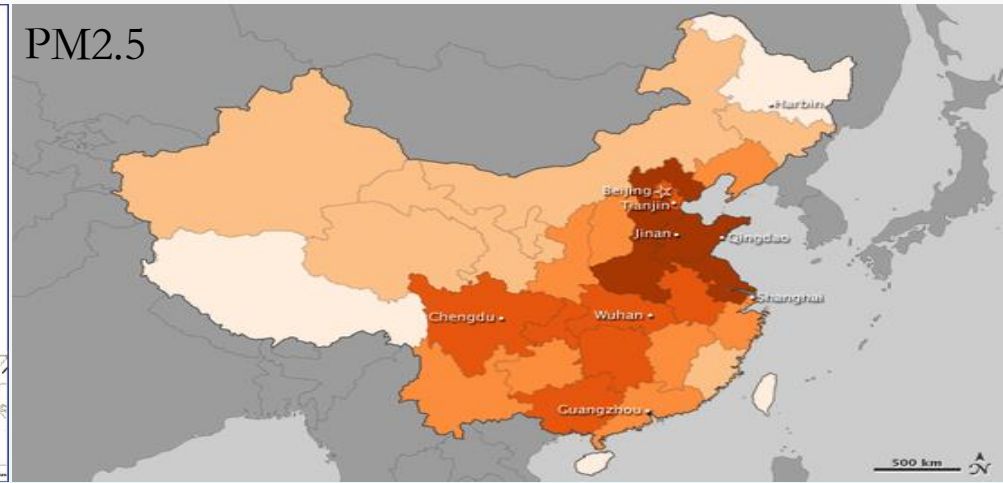 PM2.5
Harbin
Beijing
Tianjin
Jinan
Qingdao
Shanghai
Chengdu
Wuhan
Guangzhou
500 km
N